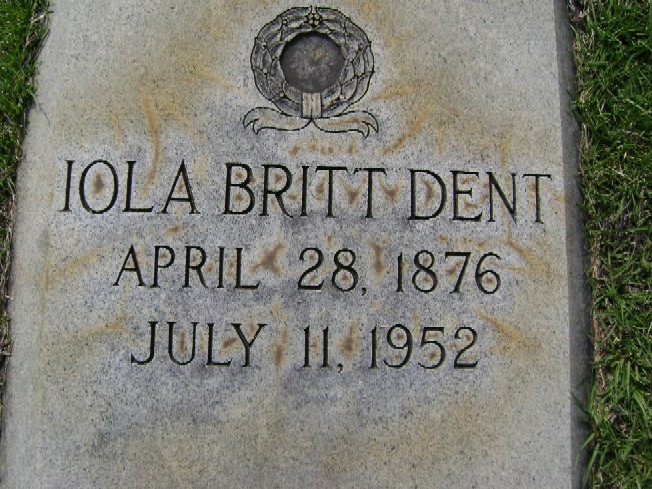 IOLA BRITT DENT
APRIL 28, 1876
JULY 11, 1952